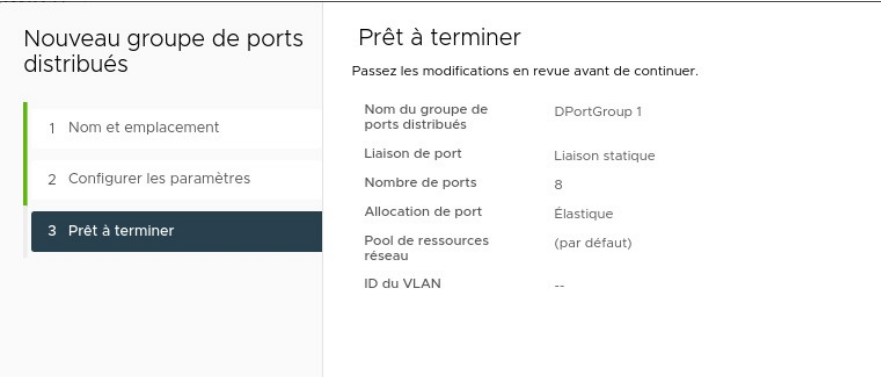 Nouveau groupe de ports
distribués
1 Nom et emplacement
2 Configurer les paramètres
3 Prêt à terminer
Prêt à terminer
Passez les modifications en revue avant de continuer.
Nom du groupe de
ports distribués
DPortGroup 1
Liaison de port
Liaison statique
Nombre de ports
8
Allocation de port
Élastique
Pool de ressources
réseau
(par défaut)
ID du VLAN
--